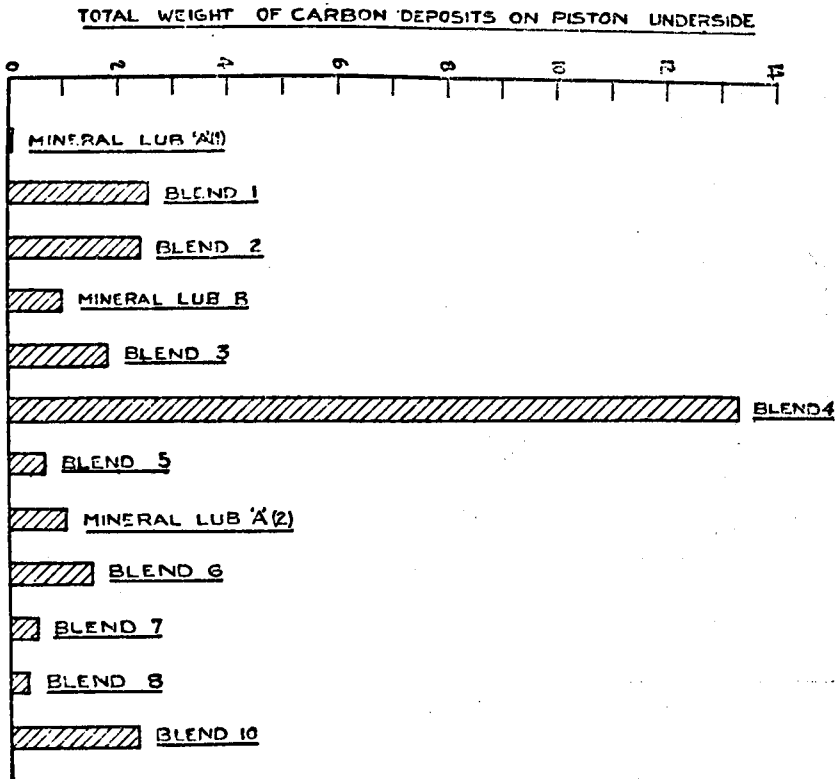 TOTAL WEIGHT OF CARBON DEPOSITS ON PISTON UNDERSIDE
0 2 4 6 8 10 12 14
MINERAL LUB 'A'(1)
BLEND 1
BLEND 2
MINERAL LUB B
BLEND 3
BLEND 4
BLEND 5
MINERAL LUB 'A'(2)
BLEND 6
BLEND 7
BLEND 8
BLEND 10